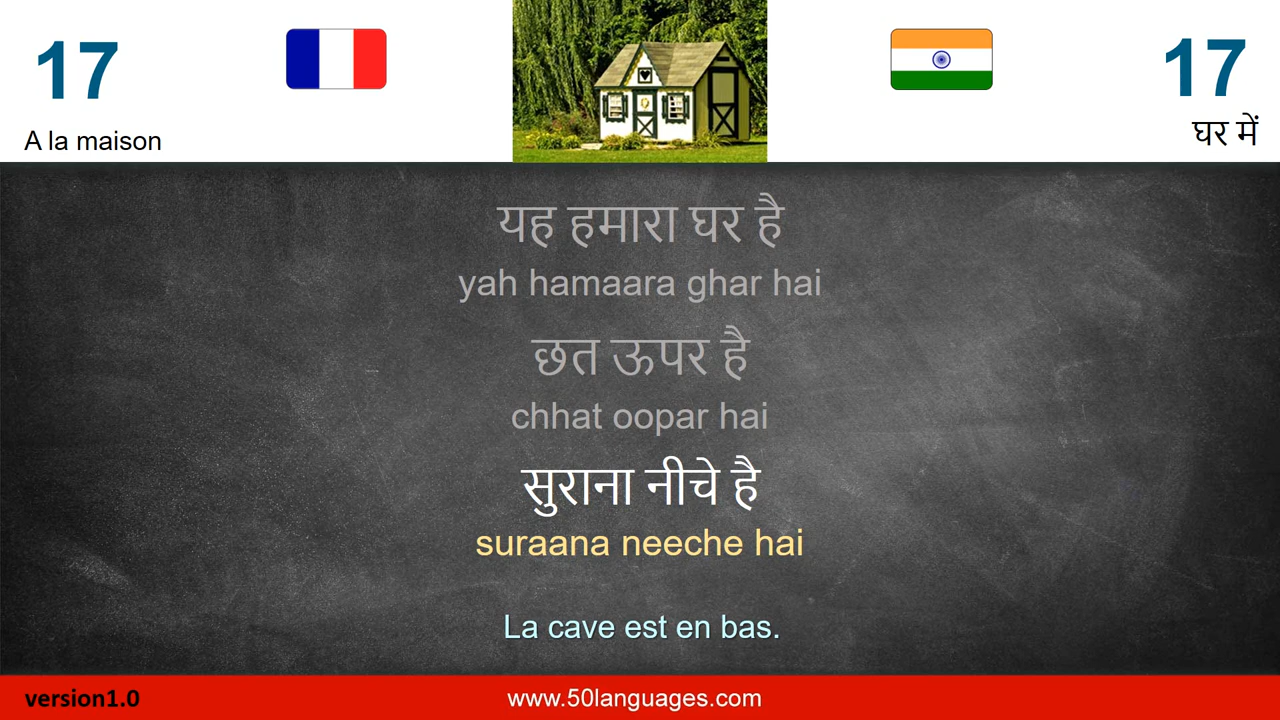 17
17
A la maison
घर में
यह हमारा घर है
yah hamaara ghar hai
छत ऊपर है
chhat oopar hai
सुराना नीचे है
suraana neeche hai
La cave est en bas.
version1.0
www.50languages.com